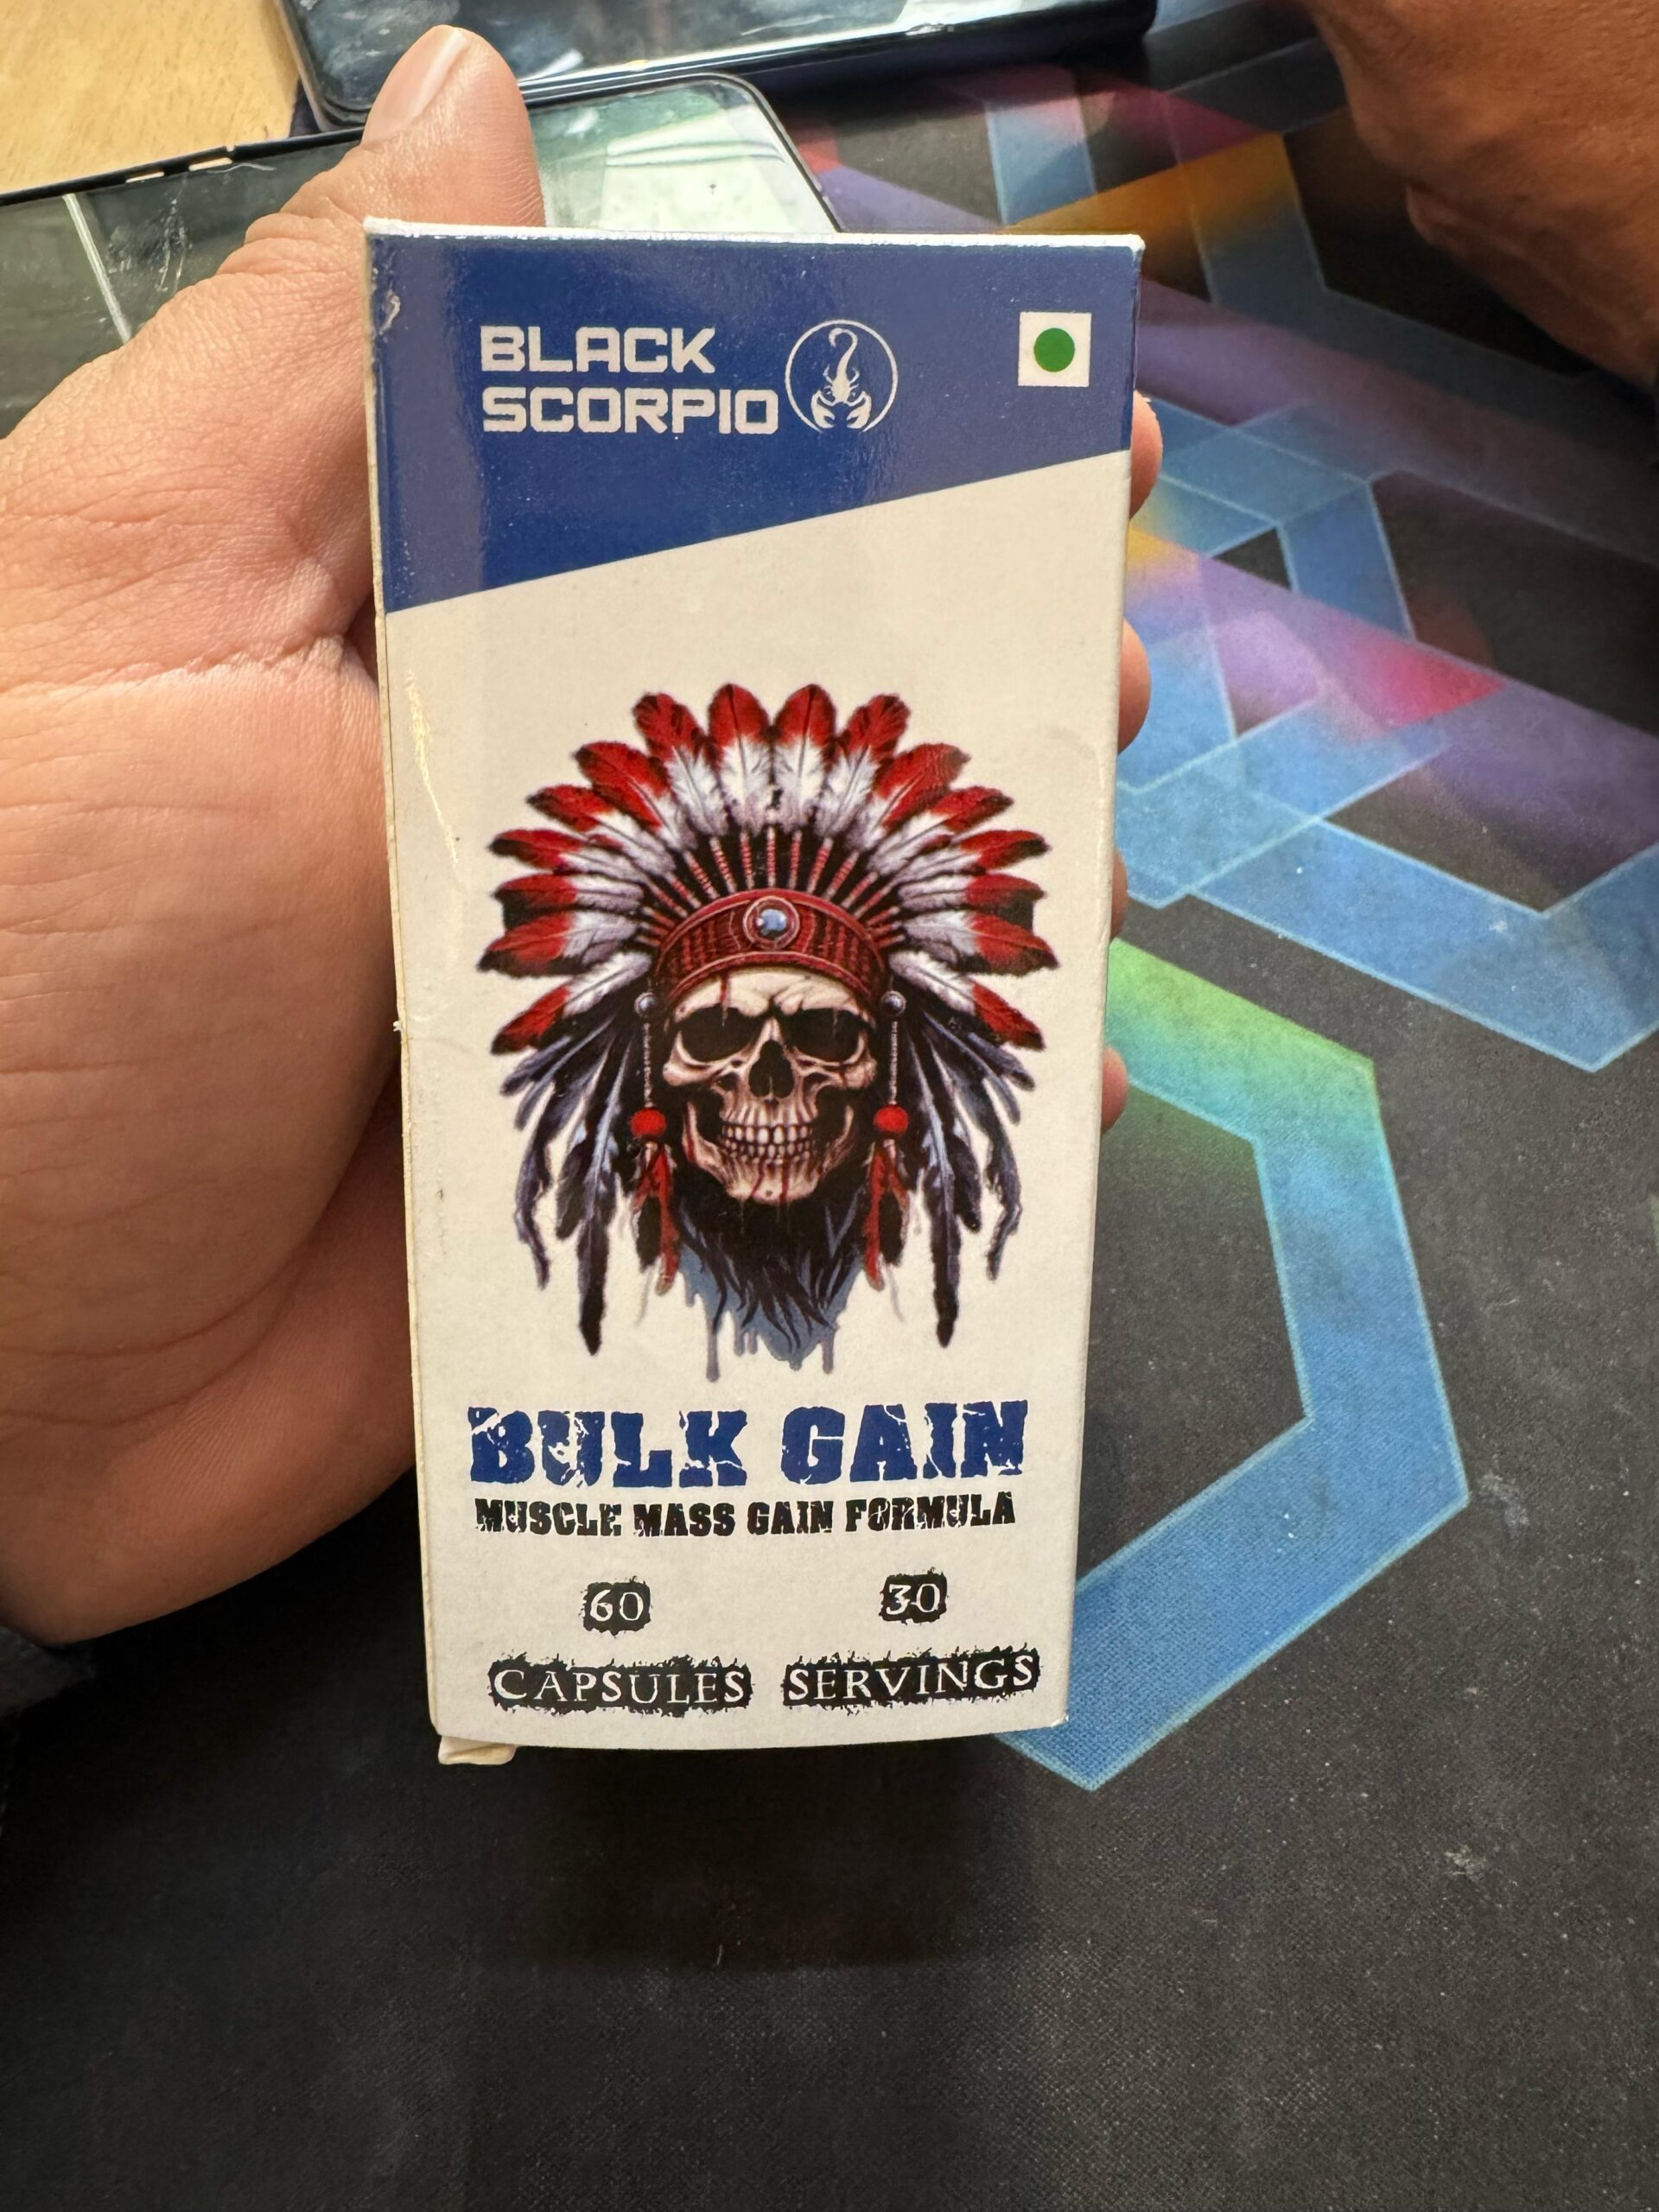 BLACK
SCORPIO
BULK GAIN
MUSCLE MASS GAIN FORMULA
60
CAPSULES
30
SERVINGS